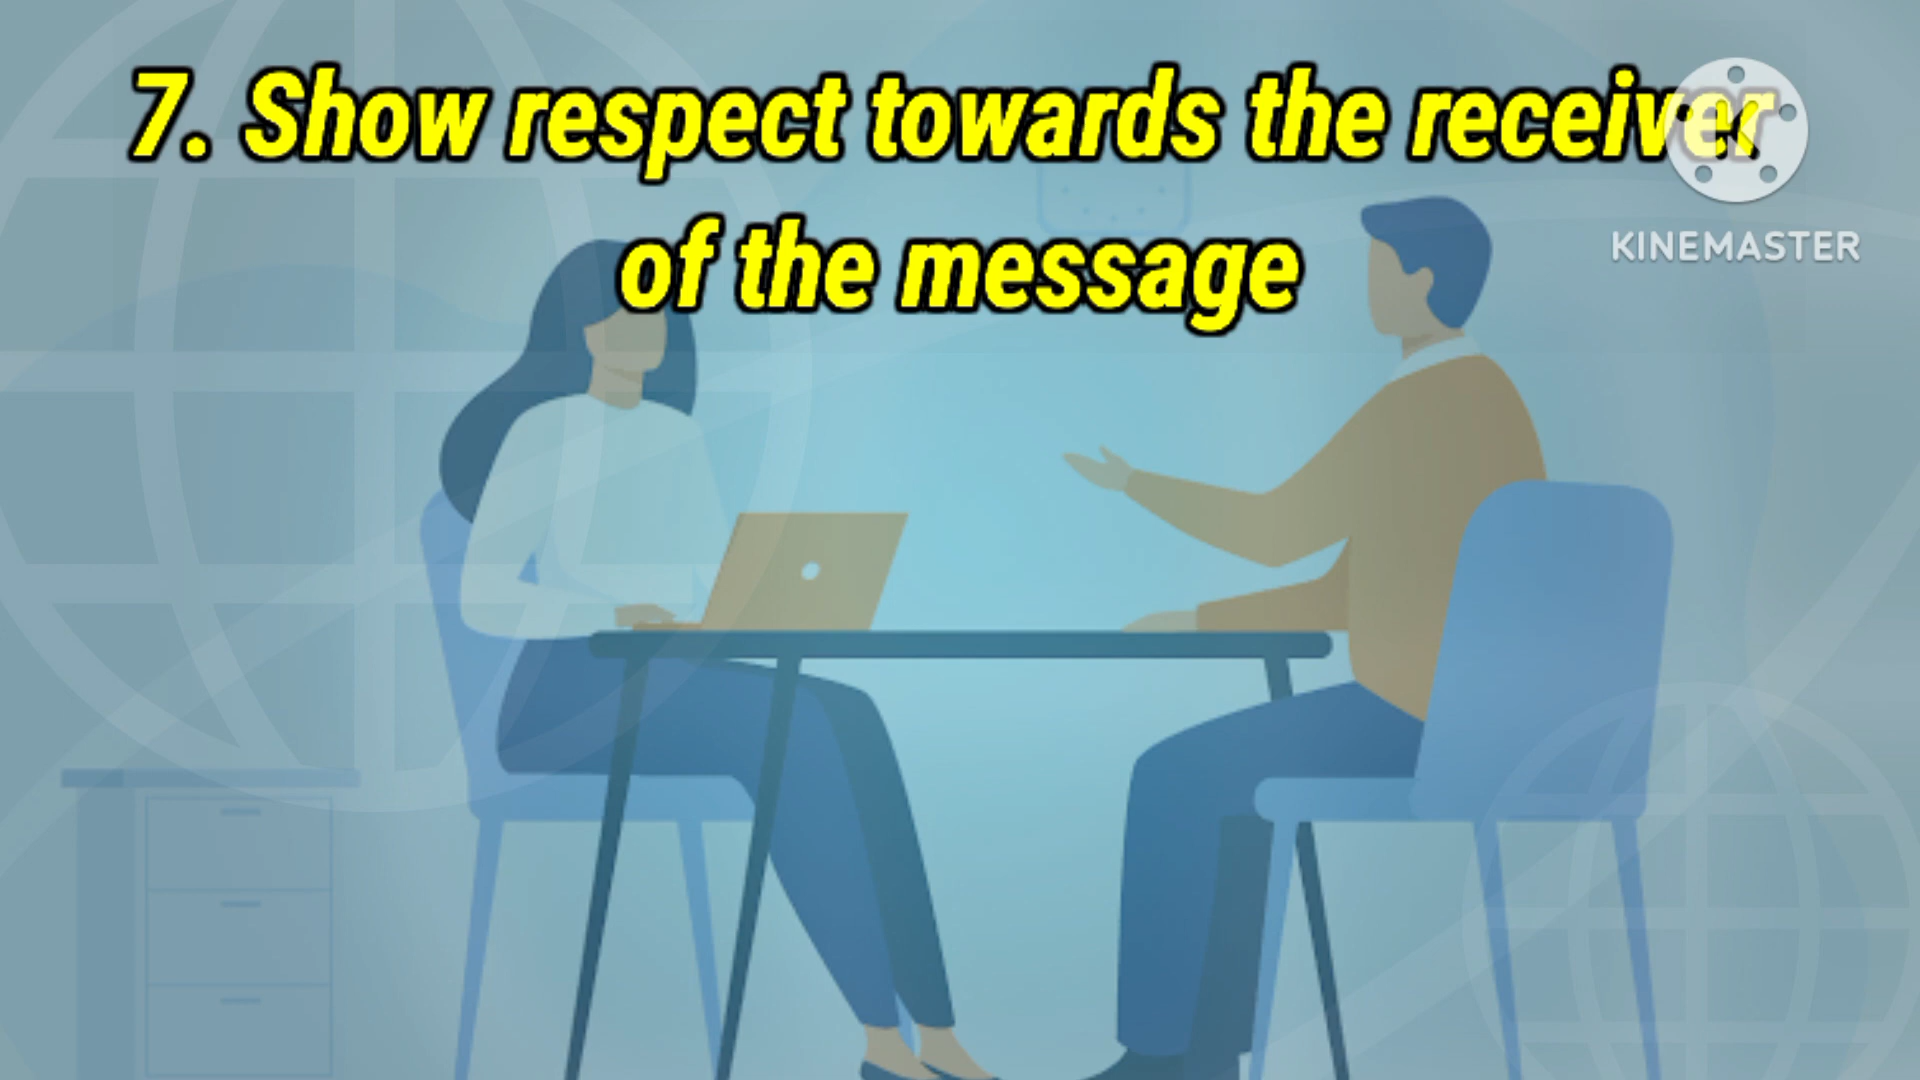 7. Show respect towards the receiver
of the message
KINEMASTER